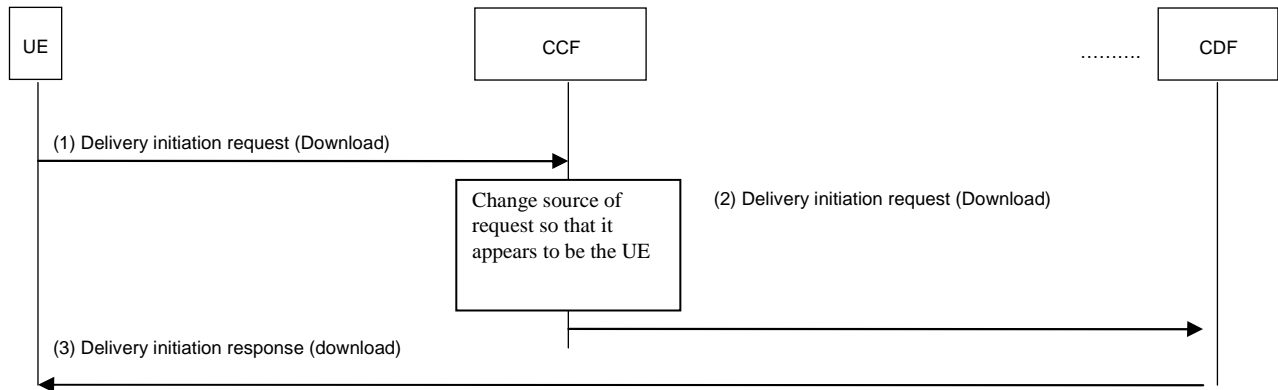 UE
CCF
..........
CDF
(1) Delivery initiation request (Download)
Change source of
request so that it
appears to be the UE
(2) Delivery initiation request (Download)
(3) Delivery initiation response (download)